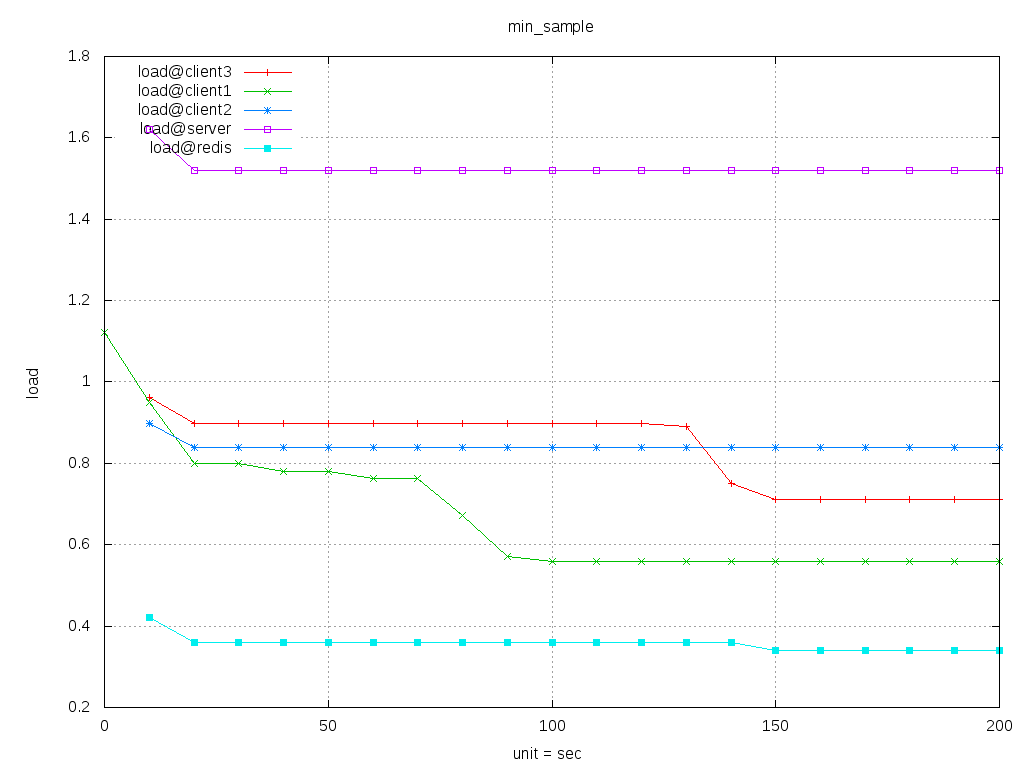 min_sample
load@client3
load@client1
load@client2
load@server
load@redis
1.8
1.6
1.4
1.2
1
0.8
0.6
0.4
0.2
load
0 50 100 150 200
unit = sec